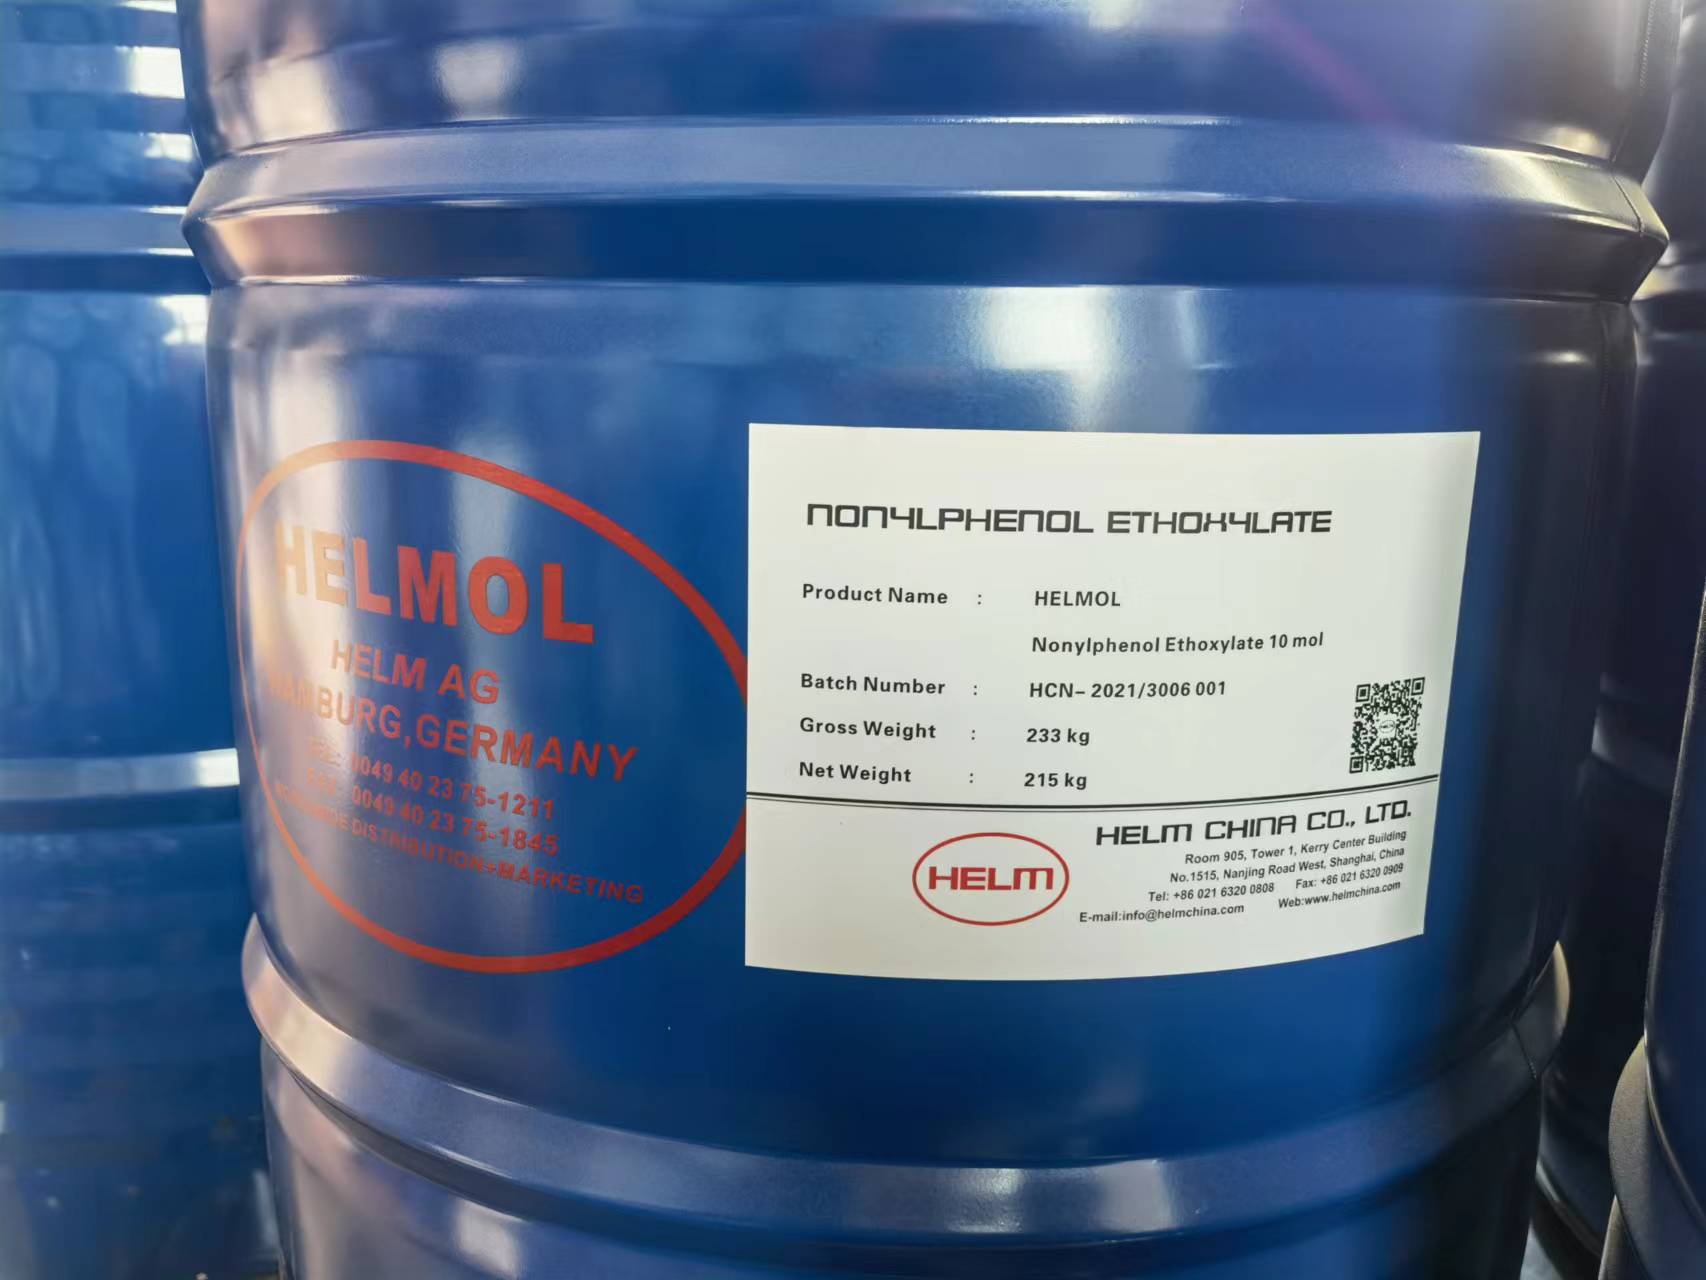 HELMOL
HELM AG
HAMBURG,GERMANY
TEL: 0049 40 23 75-1211
FAX: 0049 40 23 75-1845
WORLDWIDE DISTRIBUTION+MARKETING
NONYLPHENOL ETHOXYLATE
Product Name : HELMOL
Nonylphenol Ethoxylate 10 mol
Batch Number : HCN-2021/3006 001
Gross Weight : 233 kg
Net Weight : 215 kg
HELM
HELM CHINA CO., LTD.
Room 905, Tower 1, Kerry Center Building
No.1515, Nanjing Road West, Shanghai, China
Tel: +86 021 6320 0808 Fax: +86 021 6320 0909
E-mail:info@helmchina.com Web:www.helmchina.com